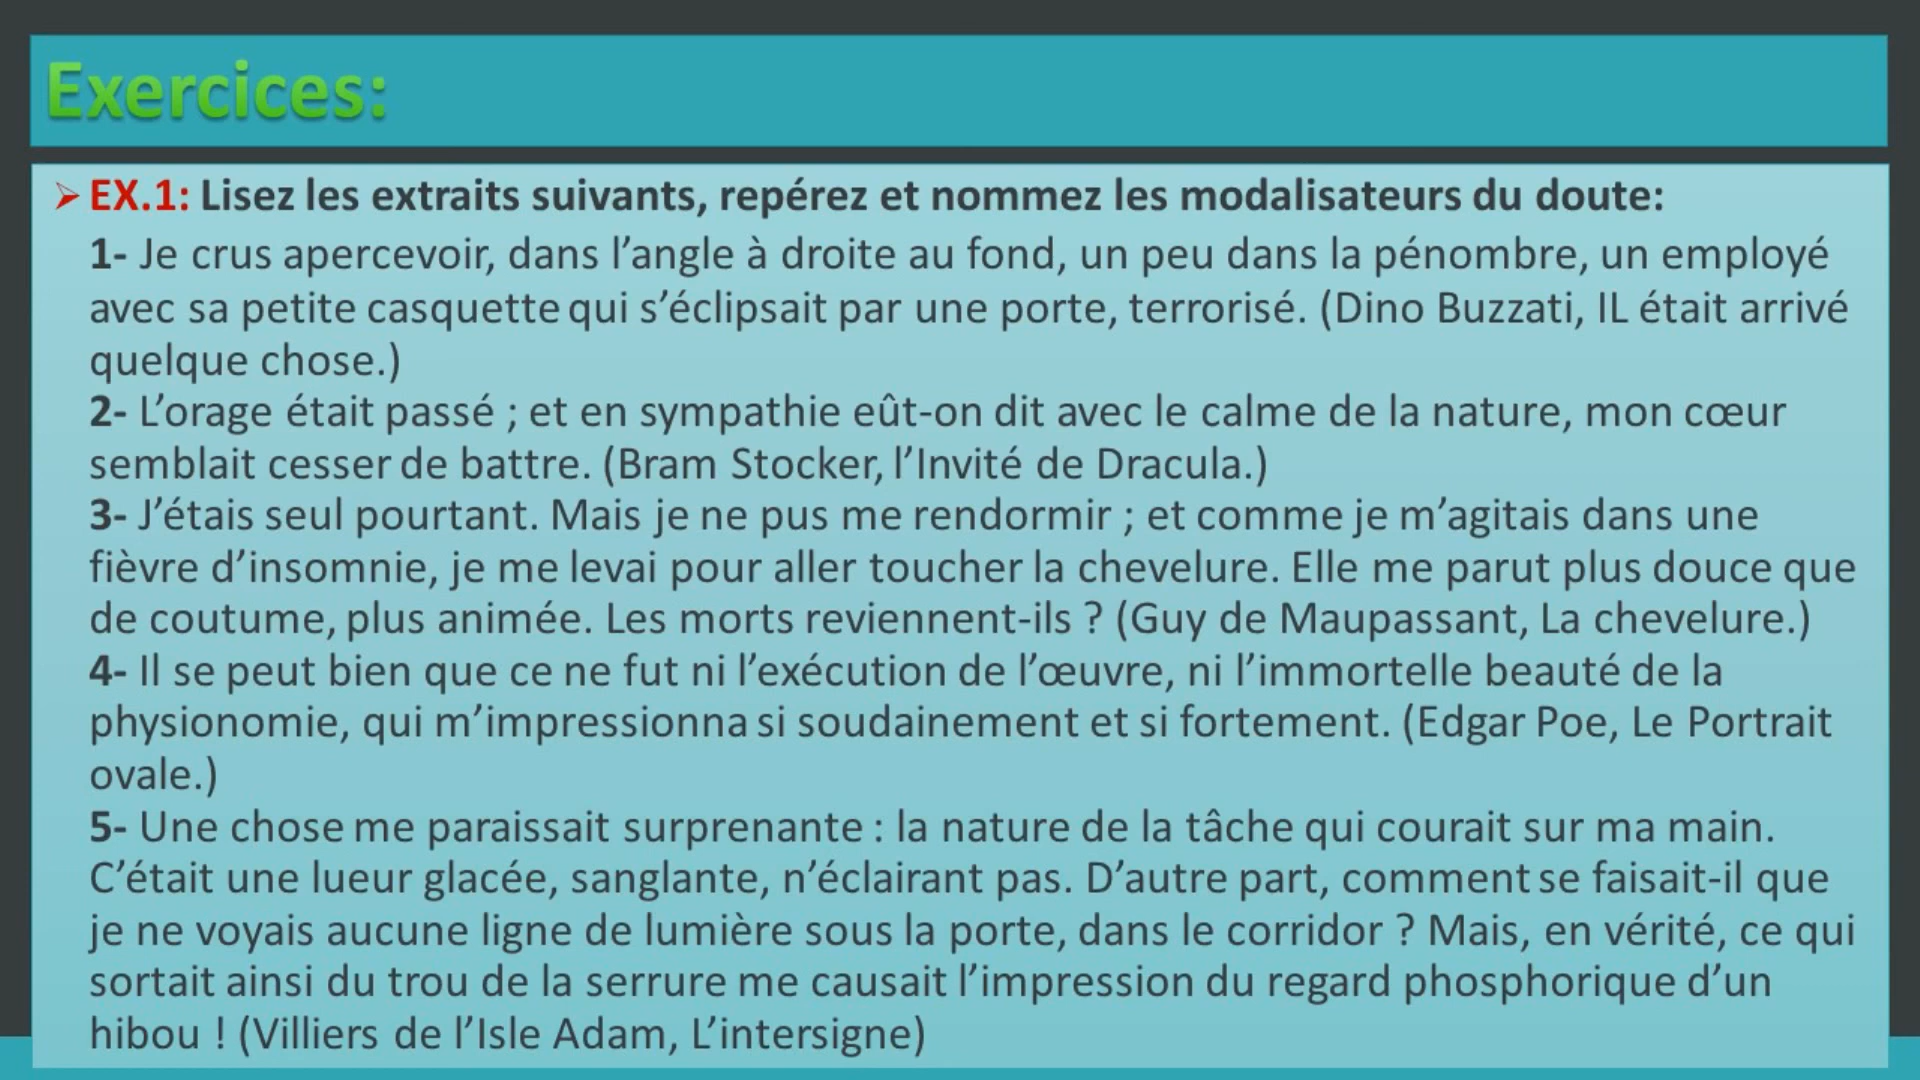 Exercices:
➢ EX.1: Lisez les extraits suivants, repérez et nommez les modalisateurs du doute:
1- Je crus apercevoir, dans l’angle à droite au fond, un peu dans la pénombre, un employé
avec sa petite casquette qui s’éclipsait par une porte, terrorisé. (Dino Buzzati, IL était arrivé
quelque chose.)
2- L’orage était passé ; et en sympathie eût-on dit avec le calme de la nature, mon cœur
semblait cesser de battre. (Bram Stocker, l’Invité de Dracula.)
3- J’étais seul pourtant. Mais je ne pus me rendormir ; et comme je m’agitais dans une
fièvre d’insomnie, je me levai pour aller toucher la chevelure. Elle me parut plus douce que
de coutume, plus animée. Les morts reviennent-ils ? (Guy de Maupassant, La chevelure.)
4- Il se peut bien que ce ne fut ni l’exécution de l’œuvre, ni l’immortelle beauté de la
physionomie, qui m’impressionna si soudainement et si fortement. (Edgar Poe, Le Portrait
ovale.)
5- Une chose me paraissait surprenante : la nature de la tâche qui courait sur ma main.
C’était une lueur glacée, sanglante, n’éclairant pas. D’autre part, comment se faisait-il que
je ne voyais aucune ligne de lumière sous la porte, dans le corridor ? Mais, en vérité, ce qui
sortait ainsi du trou de la serrure me causait l’impression du regard phosphorique d’un
hibou ! (Villiers de l’Isle Adam, L’intersigne)